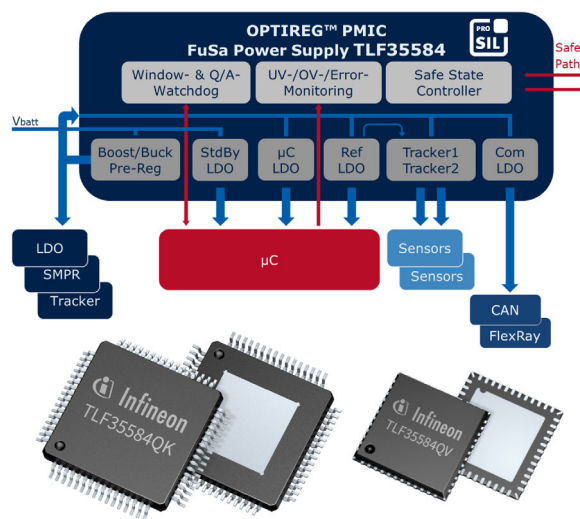 OPTIREG™ PMIC
FuSa Power Supply TLF35584
PRO
SIL
Safe
Path
Window- & Q/A-
Watchdog
UV-/OV-/Error-
Monitoring
Safe State
Controller
Vbatt
Boost/Buck
Pre-Reg
StdBy
LDO
µC
LDO
Ref
LDO
Tracker1
Tracker2
Com
LDO
LDO
SMPR
Tracker
µC
Sensors
Sensors
CAN
FlexRay
Infineon
TLF35584QK
Infineon
TLF35584QV